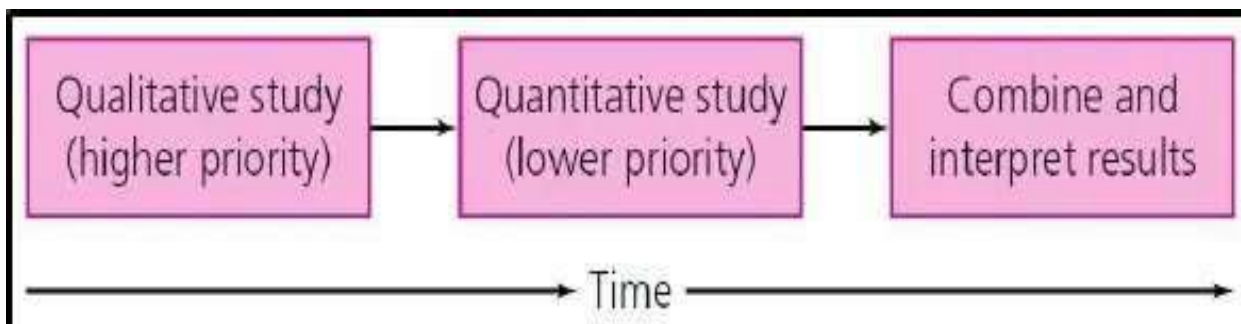 Qualitative study
(higher priority)
Quantitative study
(lower priority)
Combine and
interpret results
Time